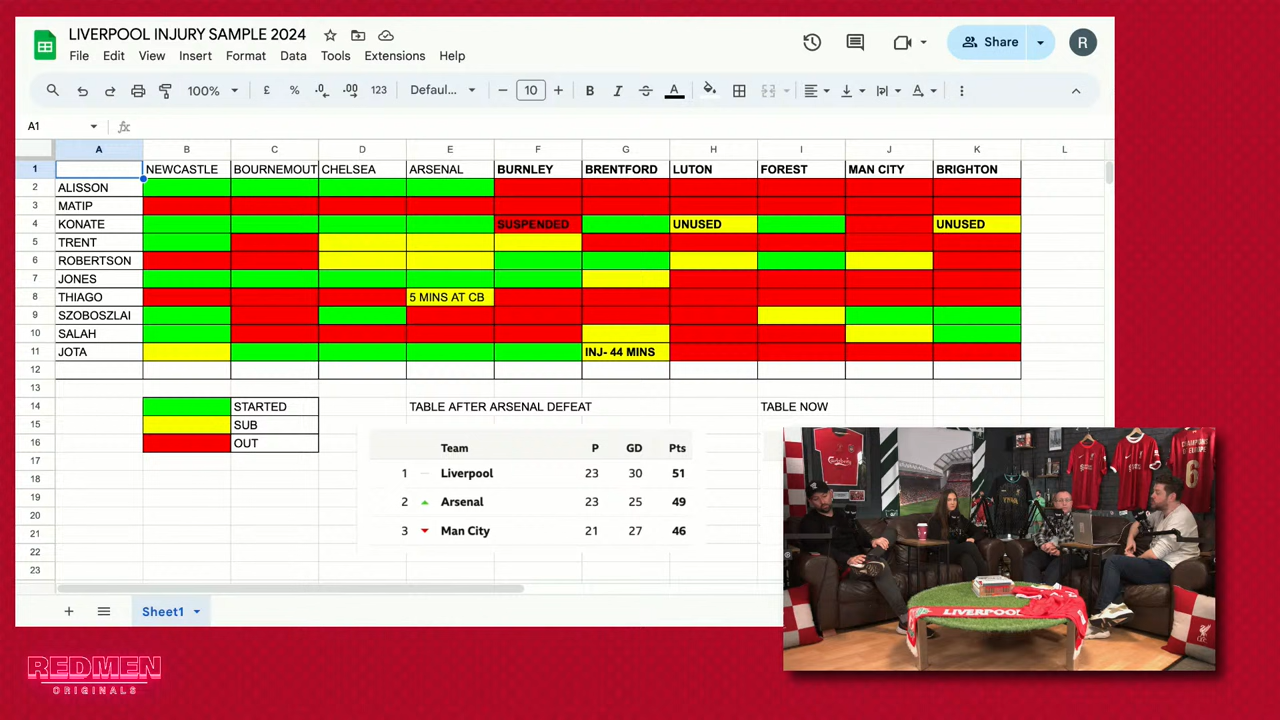 LIVERPOOL INJURY SAMPLE 2024
File Edit View Insert Format Data Tools Extensions Help
Share
R
100% £ % .0 .00 123 Defaul... 10 B I A
A1 fx
A B C D E F G H I J K L
1 NEWCASTLE BOURNEMOUT CHELSEA ARSENAL BURNLEY BRENTFORD LUTON FOREST MAN CITY BRIGHTON
2 ALISSON
3 MATIP
4 KONATE SUSPENDED UNUSED UNUSED
5 TRENT
6 ROBERTSON
7 JONES
8 THIAGO 5 MINS AT CB
9 SZOBOSZLAI
10 SALAH
11 JOTA INJ- 44 MINS
12
13
14 STARTED TABLE AFTER ARSENAL DEFEAT TABLE NOW
15 SUB
16 OUT
17
18
19
20
21
22
23
Team P GD Pts
1 Liverpool 23 30 51
2 Arsenal 23 25 49
3 Man City 21 27 46
Sheet1
Carlsberg
CHAMPIONS
OF EUROPE
6
LIVERPOOL
REDMEN
ORIGINALS